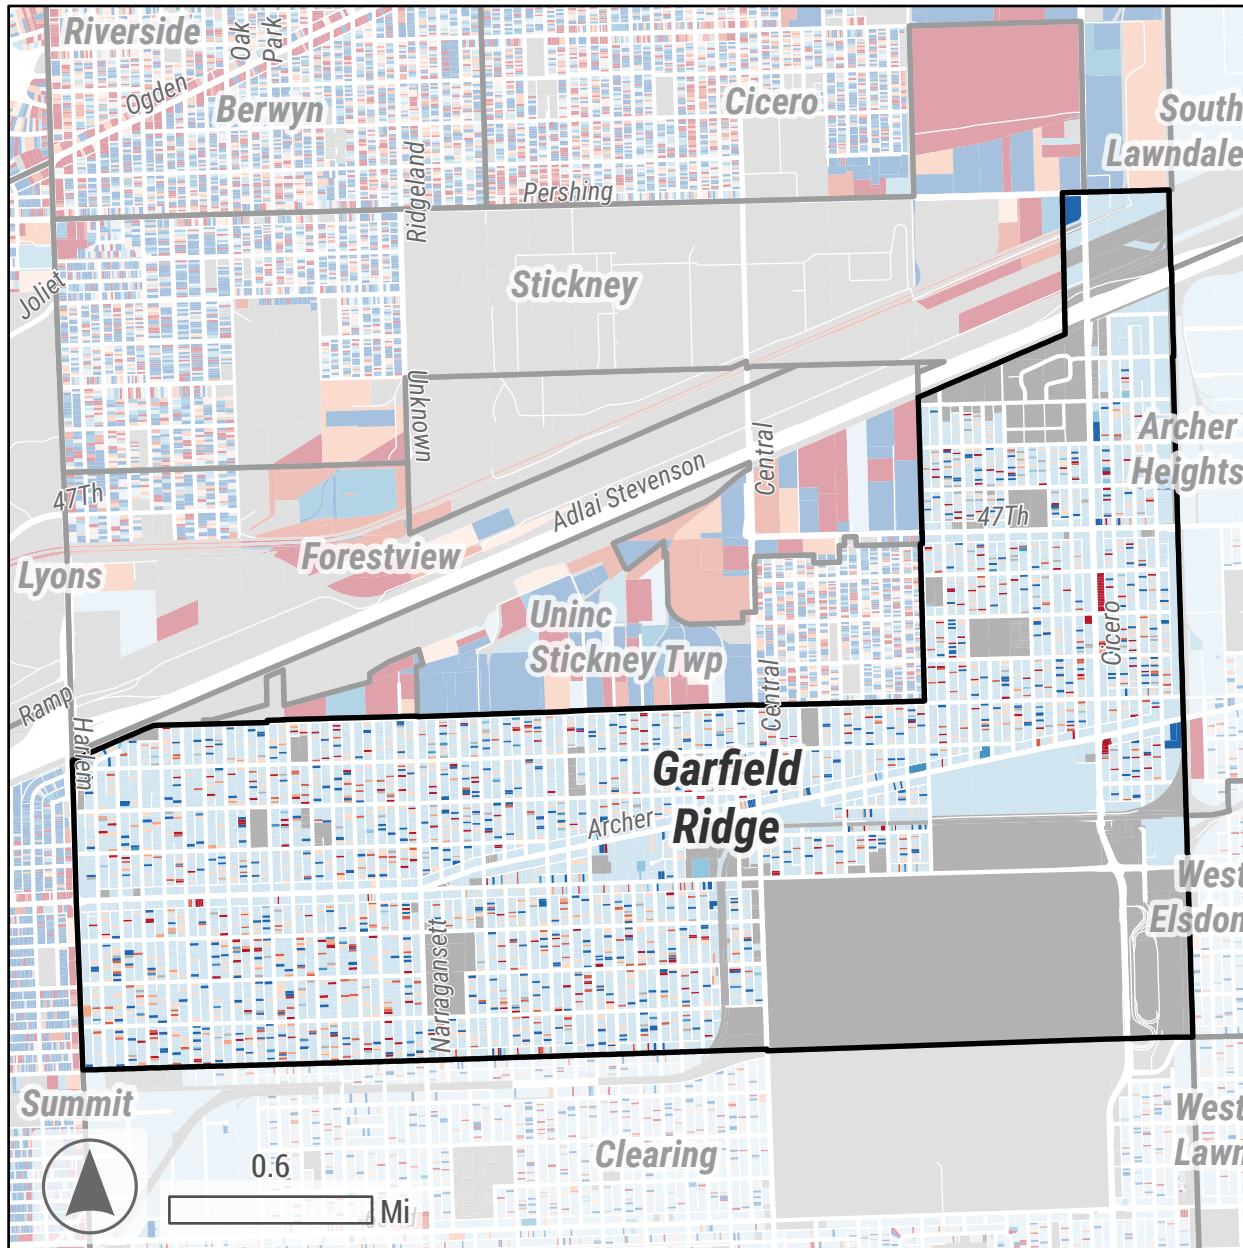 Riverside
Oak
Park
Ogden
Berwyn
Cicero
South
Lawndale
Ridgeland
Pershing
Joliet
Stickney
Unknown
Archer
Heights
Central
Adlai Stevenson
47Th
47Th
Lyons
Forestview
Uninc
Stickney Twp
Cicero
Ramp
Harlem
Central
Garfield
Ridge
Archer
West
Elsdon
Narragansett
Summit
West
Lawn
Clearing
0.6
Mi